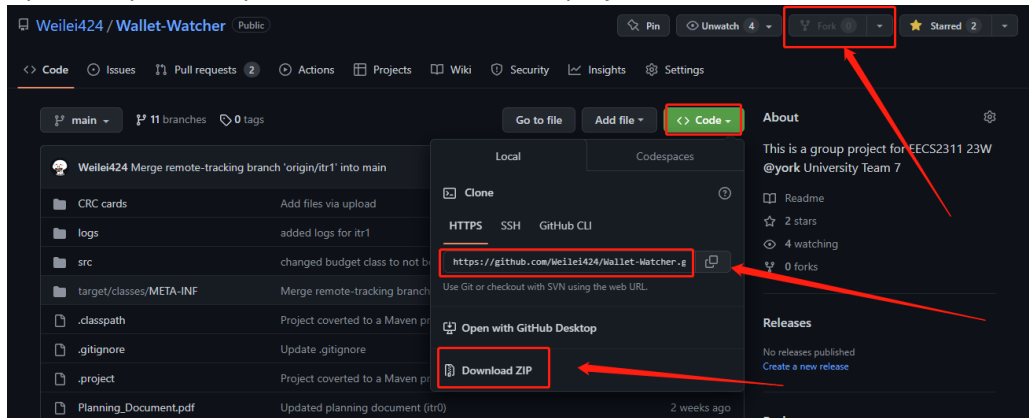 Weilei424 / Wallet-Watcher Public
Pin Unwatch 4 Fork 0 Starred 2
<> Code Issues Pull requests 2 Actions Projects Wiki Security Insights Settings
main 11 branches 0 tags Go to file Add file <> Code
About
This is a group project for EECS2311 23W
@york University Team 7
Readme
2 stars
4 watching
0 forks
Releases
No releases published
Create a new release
Weilei424 Merge remote-tracking branch 'origin/itr1' into main
CRC cards Add files via upload
logs added logs for itr1
src changed budget class to not b
target/classes/META-INF Merge remote-tracking branch
.classpath Project coverted to a Maven pr
.gitignore Update .gitignore
.project Project coverted to a Maven pr
Planning_Document.pdf Updated planning document (itr0) 2 weeks ago
Local Codespaces
Clone
HTTPS SSH GitHub CLI
https://github.com/Weilei424/Wallet-Watcher.g
Use Git or checkout with SVN using the web URL.
Open with GitHub Desktop
Download ZIP